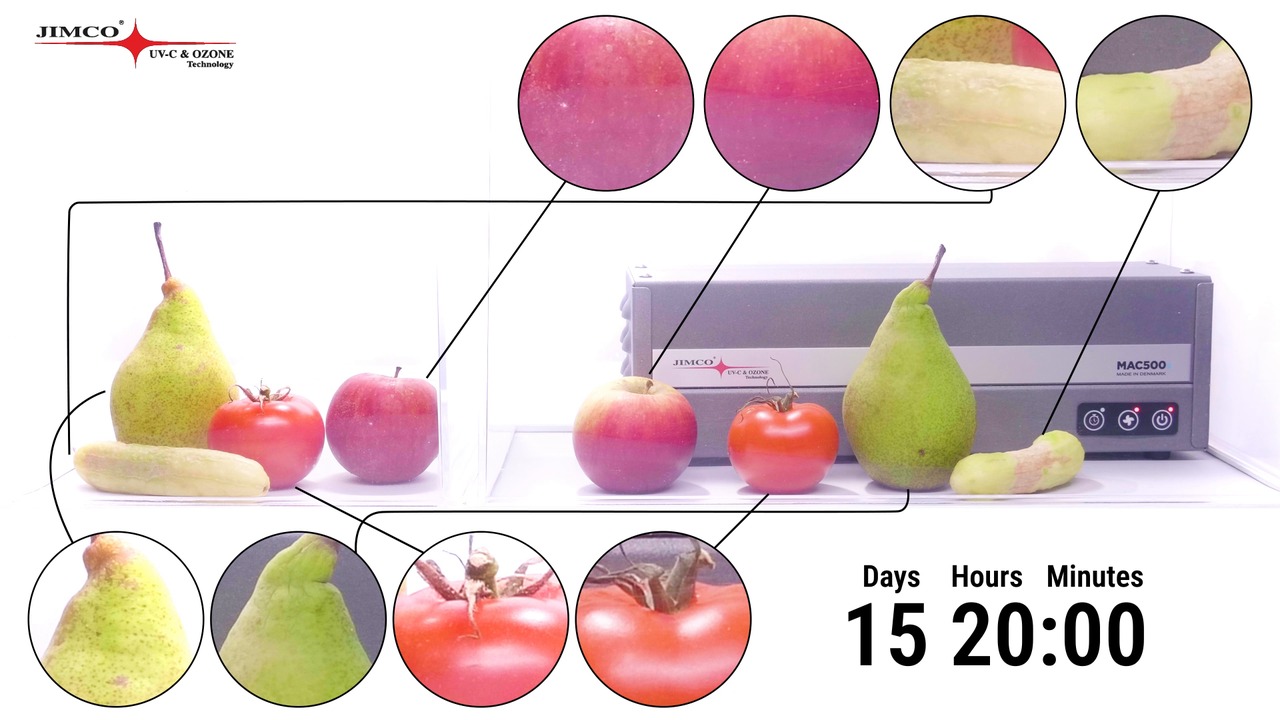 JIMCO®
UV-C & OZONE
Technology
JIMCO®
UV-C & OZONE
Technology
MAC500
MADE IN DENMARK
Days Hours Minutes
15 20:00